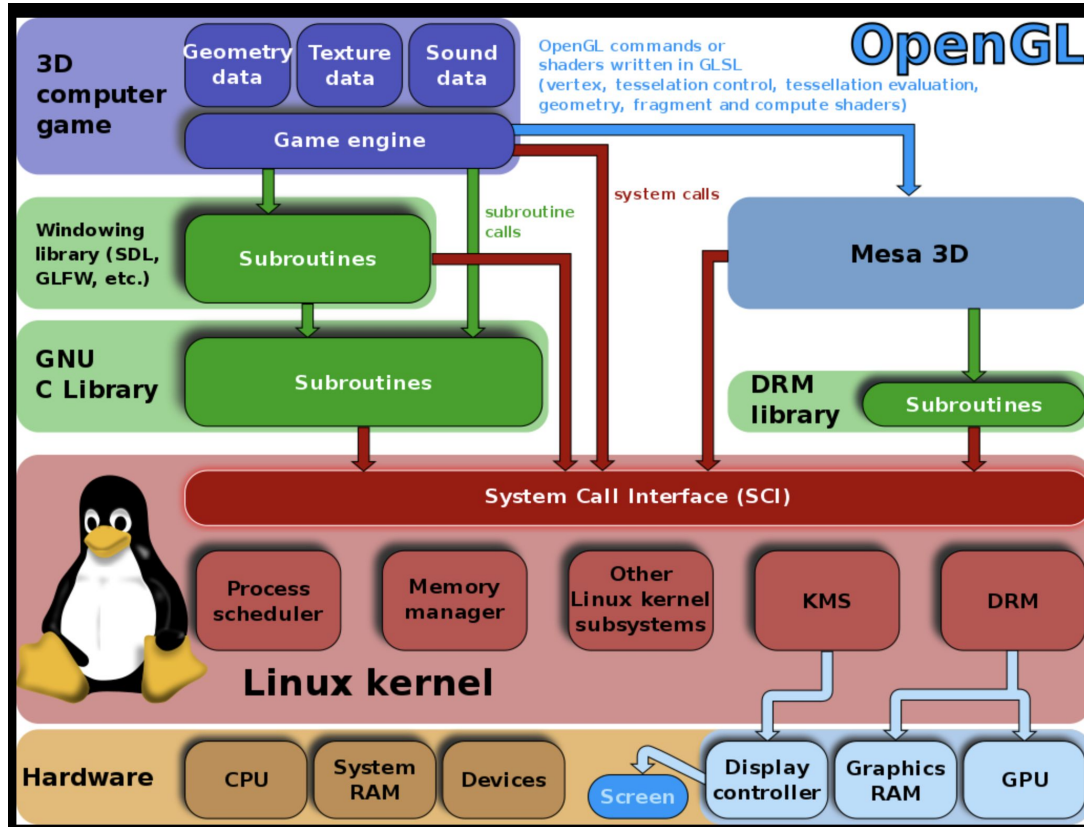 OpenGL
3D
computer
game
Geometry
data
Texture
data
Sound
data
Game engine
OpenGL commands or
shaders written in GLSL
(vertex, tesselation control, tessellation evaluation,
geometry, fragment and compute shaders)
system calls
subroutine
calls
Windowing
library (SDL,
GLFW, etc.)
Subroutines
Mesa 3D
GNU
C Library
Subroutines
DRM
library
Subroutines
System Call Interface (SCI)
Process
scheduler
Memory
manager
Other
Linux kernel
subsystems
KMS
DRM
Linux kernel
Hardware
CPU
System
RAM
Devices
Screen
Display
controller
Graphics
RAM
GPU